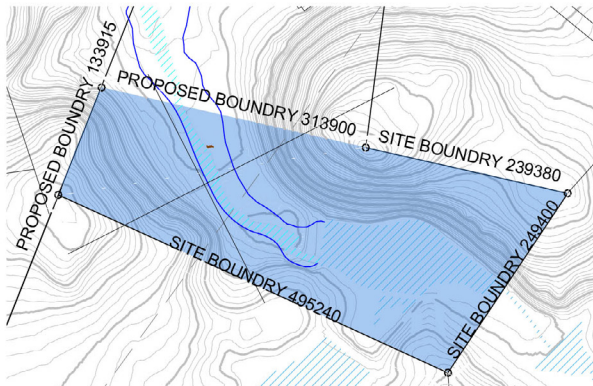 PROPOSED BOUNDRY 133915
PROPOSED BOUNDRY 313900
SITE BOUNDRY 239380
SITE BOUNDRY 249400
SITE BOUNDRY 495240